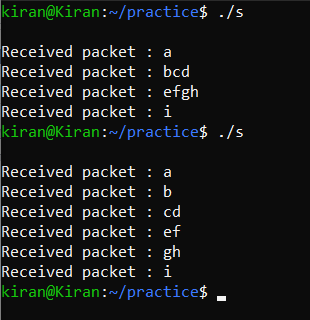 kiran@Kiran:~/practice$ ./s
Received packet : a
Received packet : bcd
Received packet : efgh
Received packet : i
kiran@Kiran:~/practice$ ./s
Received packet : a
Received packet : b
Received packet : cd
Received packet : ef
Received packet : gh
Received packet : i
kiran@Kiran:~/practice$